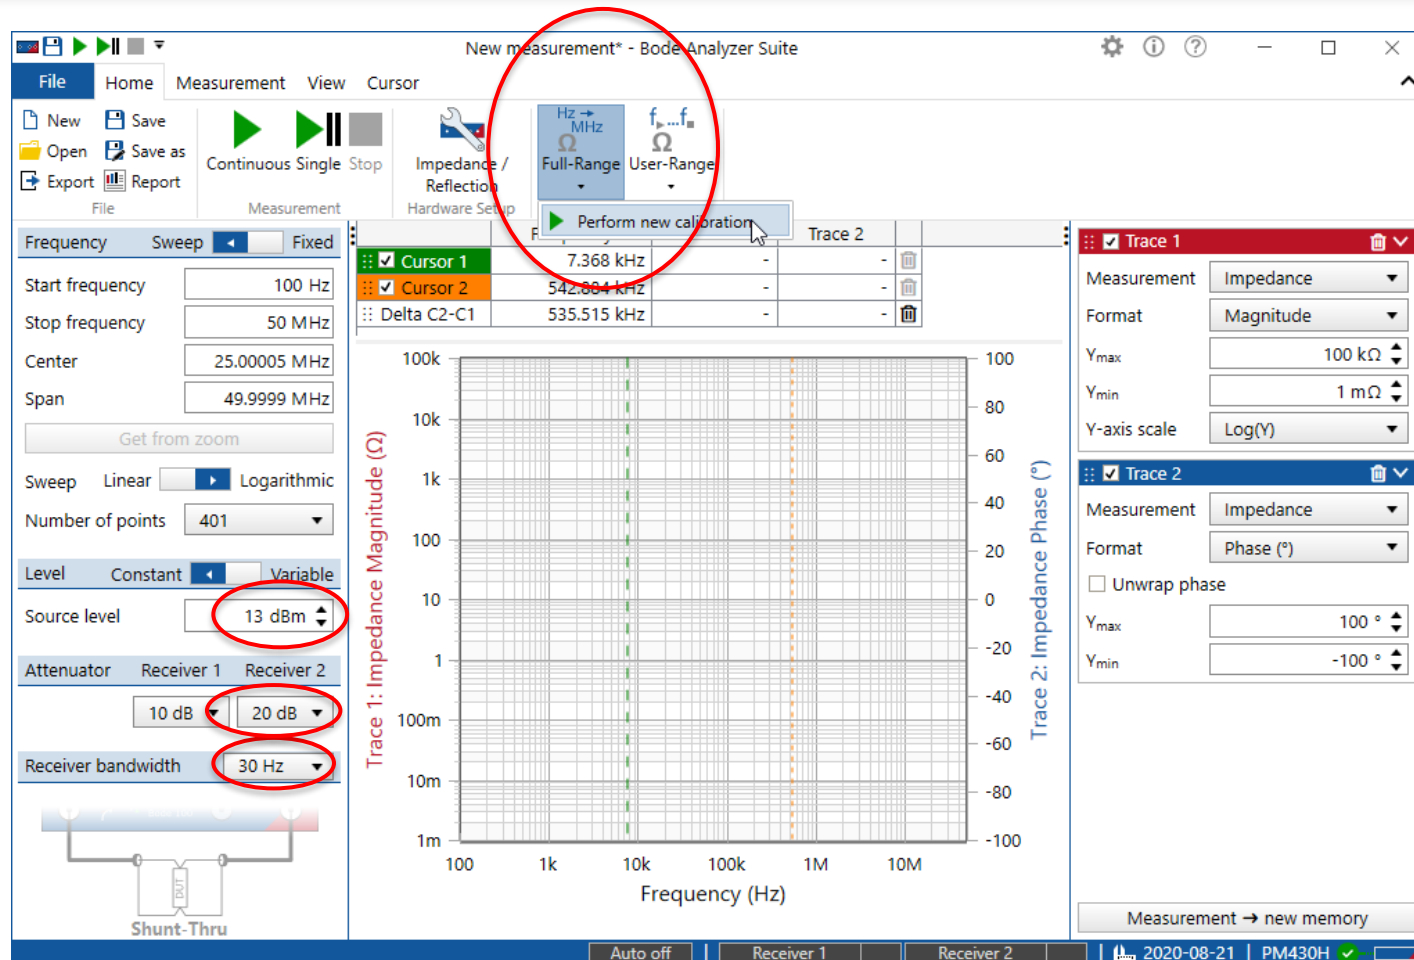 New measurement* - Bode Analyzer Suite
File Home Measurement View Cursor
New Save
Open Save as
Export Report
File
Continuous Single Stop
Measurement
Impedance /
Reflection
Hardware Setup
Hz → MHz
Ω
Full-Range
f...f
Ω
User-Range
Perform new calibration
Frequency Sweep Fixed
Start frequency 100 Hz
Stop frequency 50 MHz
Center 25.00005 MHz
Span 49.9999 MHz
Get from zoom
Sweep Linear Logarithmic
Number of points 401
Level Constant Variable
Source level 13 dBm
Attenuator Receiver 1 Receiver 2
10 dB 20 dB
Receiver bandwidth 30 Hz
DUT
Shunt-Thru
Trace 2
Cursor 1 7.368 kHz - -
Cursor 2 542.884 kHz - -
Delta C2-C1 535.515 kHz - -
Trace 1: Impedance Magnitude (Ω)
100k
10k
1k
100
10
1
100m
10m
1m
100 1k 10k 100k 1M 10M
Frequency (Hz)
100
80
60
40
20
0
-20
-40
-60
-80
-100
Trace 2: Impedance Phase (°)
Trace 1
Measurement Impedance
Format Magnitude
Ymax 100 kΩ
Ymin 1 mΩ
Y-axis scale Log(Y)
Trace 2
Measurement Impedance
Format Phase (°)
Unwrap phase
Ymax 100 °
Ymin -100 °
Measurement → new memory
Auto off Receiver 1 Receiver 2 2020-08-21 PM430H